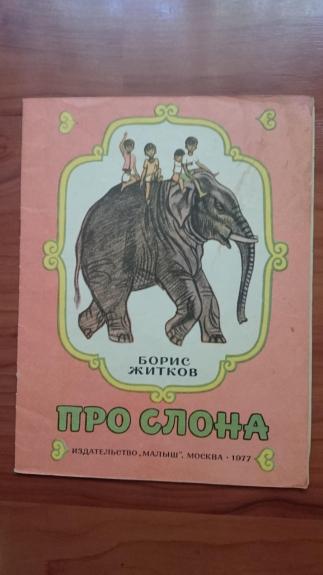 БОРИС
ЖИТКОВ
ПРО СЛОНА
ИЗДАТЕЛЬСТВО „МАЛЫШ". МОСКВА · 1977